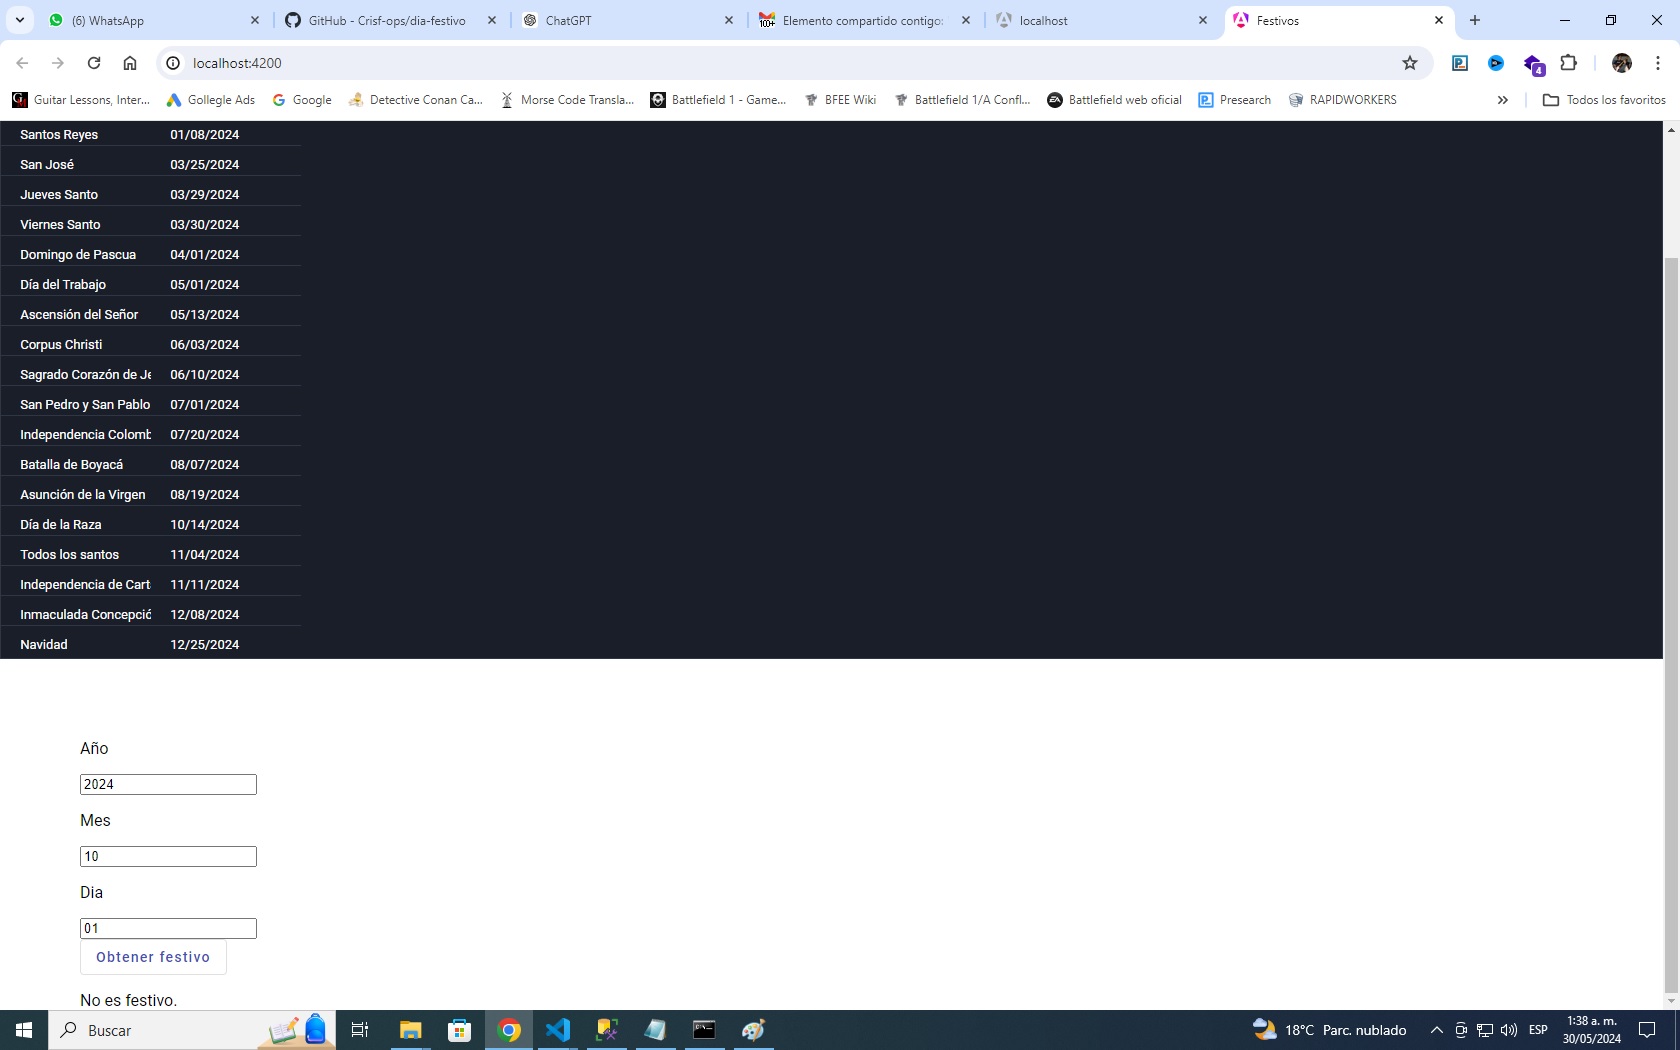 (6) WhatsApp
GitHub - Crisf-ops/dia-festivo
ChatGPT
100+
Elemento compartido contigo:
localhost
Festivos
localhost:4200
4
Guitar Lessons, Inter...
Gollegle Ads
Google
Detective Conan Ca...
Morse Code Transla...
Battlefield 1 - Game...
BFEE Wiki
Battlefield 1/A Confl...
Battlefield web oficial
Presearch
RAPIDWORKERS
Todos los favoritos
Santos Reyes 01/08/2024
San José 03/25/2024
Jueves Santo 03/29/2024
Viernes Santo 03/30/2024
Domingo de Pascua 04/01/2024
Día del Trabajo 05/01/2024
Ascensión del Señor 05/13/2024
Corpus Christi 06/03/2024
Sagrado Corazón de Je 06/10/2024
San Pedro y San Pablo 07/01/2024
Independencia Colomb 07/20/2024
Batalla de Boyacá 08/07/2024
Asunción de la Virgen 08/19/2024
Día de la Raza 10/14/2024
Todos los santos 11/04/2024
Independencia de Cart 11/11/2024
Inmaculada Concepció 12/08/2024
Navidad 12/25/2024
Año
2024
Mes
10
Dia
01
Obtener festivo
No es festivo.
Buscar
18°C Parc. nublado
ESP
1:38 a. m.
30/05/2024